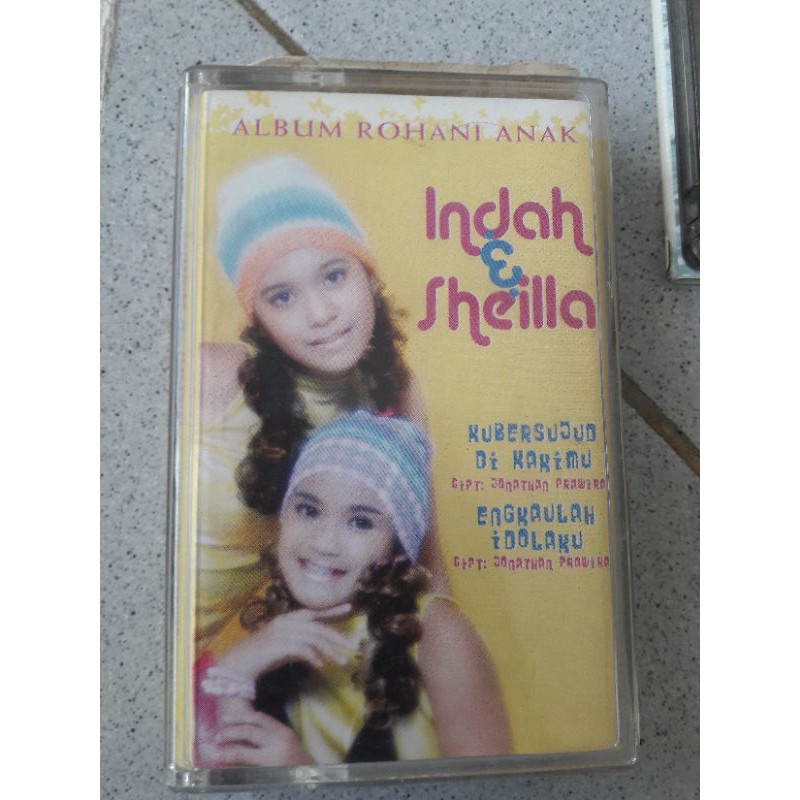 ALBUM ROHANI ANAK
Indah
&
Sheilla
KUBERSUJUD
Di KAKiMU
CIPT: JONATHAN PRAWIRA
ENGKAULAH
iDOLAKU
CIPT: JONATHAN PRAWIRA